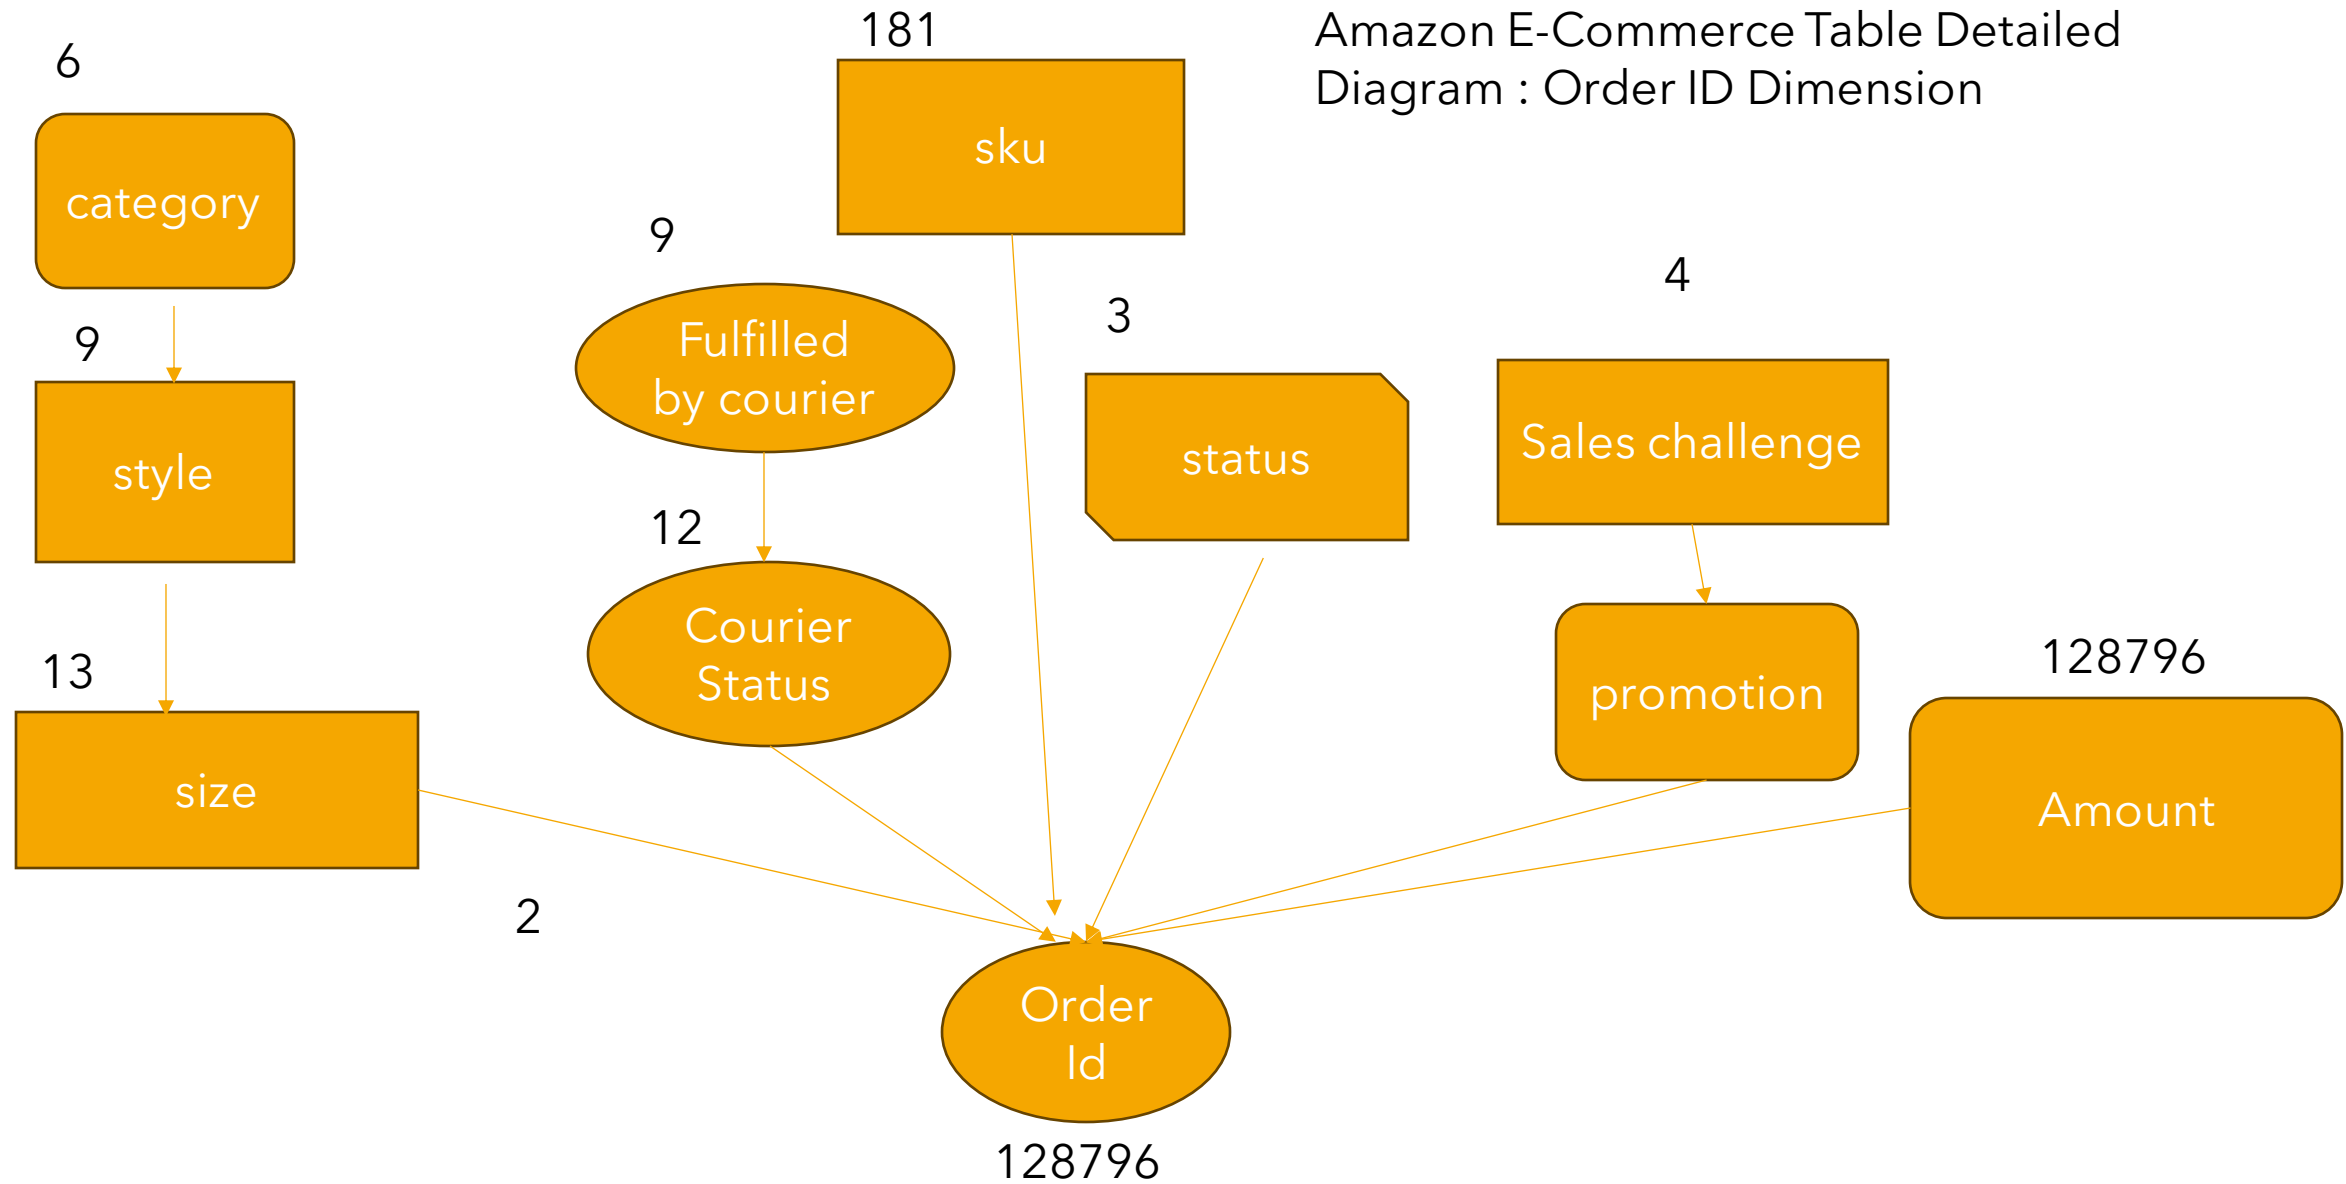 Amazon E-Commerce Table Detailed
Diagram : Order ID Dimension
181
6
sku
category
9
4
3
Fulfilled
by courier
9
style
status
Sales challenge
12
Courier
Status
13
promotion
128796
size
Amount
2
Order
Id
128796